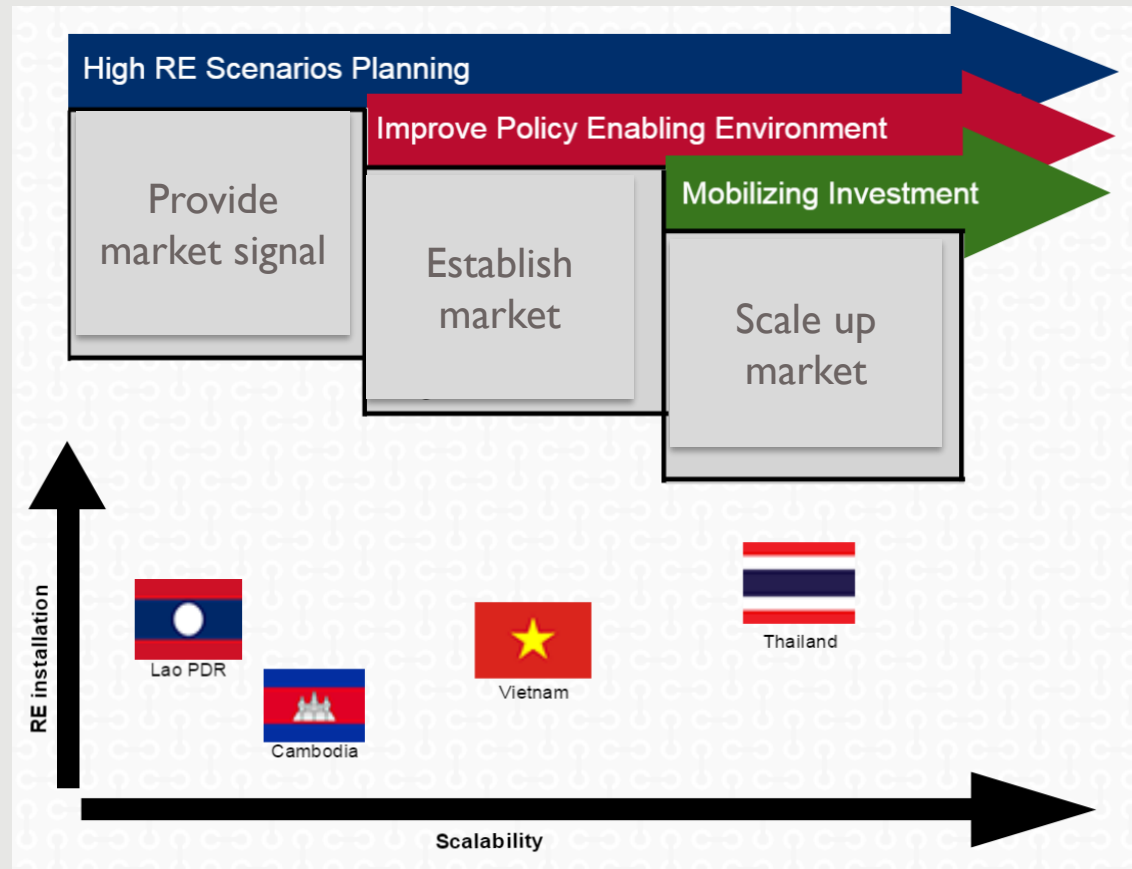 High RE Scenarios Planning
Improve Policy Enabling Environment
Mobilizing Investment
Provide
market signal
Establish
market
Scale up
market
RE installation
Lao PDR
Cambodia
Vietnam
Thailand
Scalability